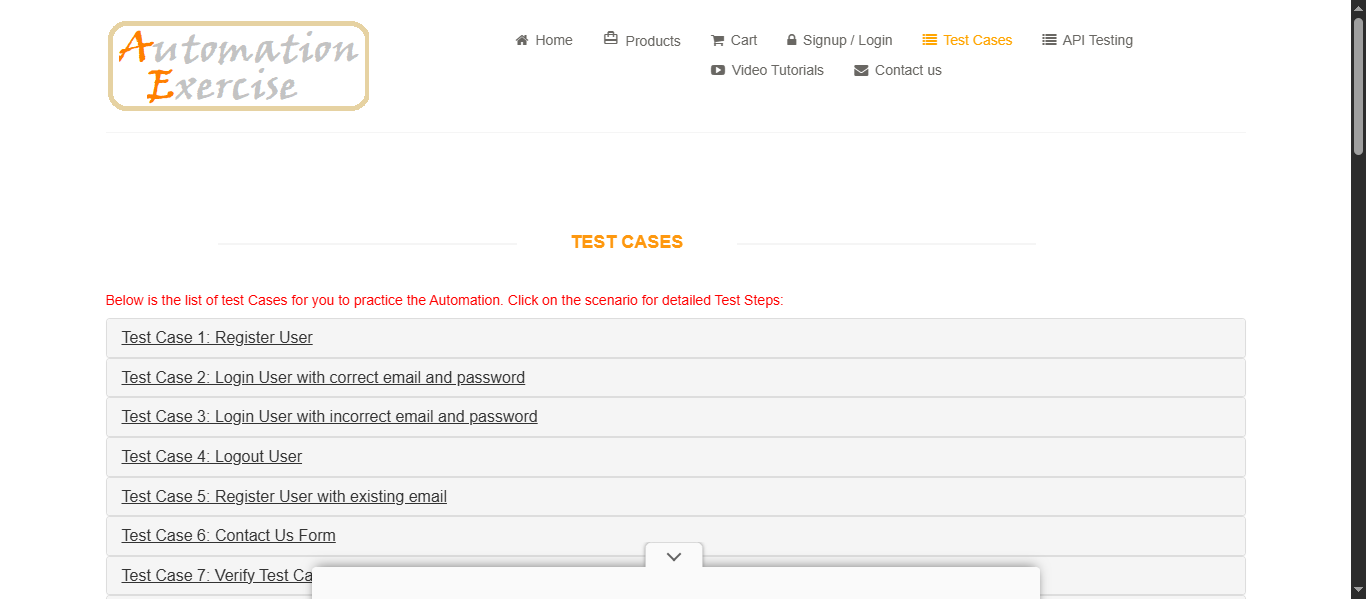 Automation
Exercise
Home
Products
Cart
Signup / Login
Test Cases
API Testing
Video Tutorials
Contact us
TEST CASES
Below is the list of test Cases for you to practice the Automation. Click on the scenario for detailed Test Steps:
Test Case 1: Register User
Test Case 2: Login User with correct email and password
Test Case 3: Login User with incorrect email and password
Test Case 4: Logout User
Test Case 5: Register User with existing email
Test Case 6: Contact Us Form
Test Case 7: Verify Test Ca